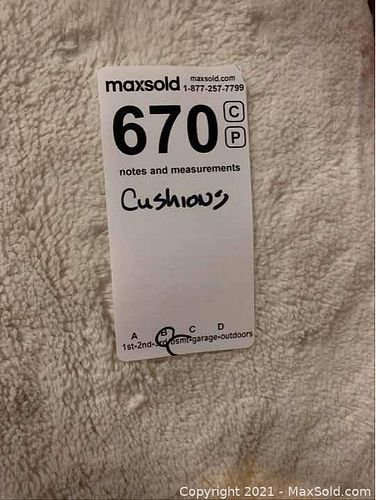 maxsold maxsold.com
1-877-257-7799
670 C
P
notes and measurements
Cushions
A B C D
1st-2nd-3rd-bsmt-garage-outdoors
Copyright 2021 - MaxSold.com